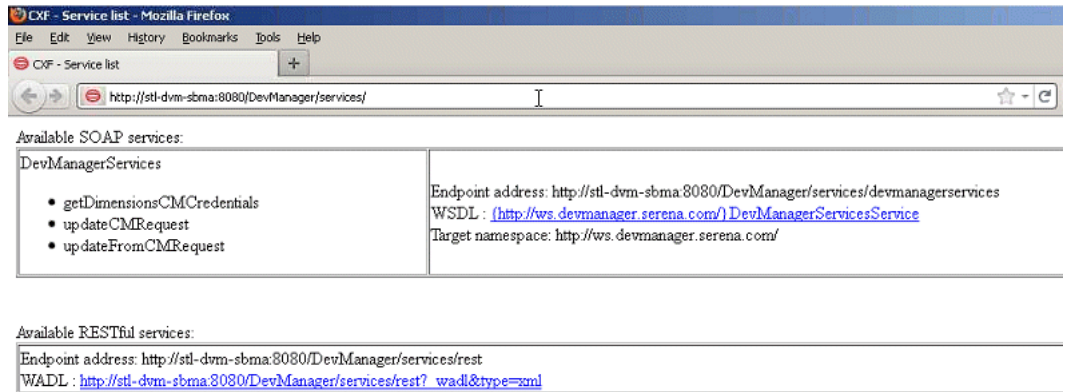 CXF - Service list - Mozilla Firefox
File Edit View History Bookmarks Tools Help
CXF - Service list +
http://stl-dvm-sbma:8080/DevManager/services/
Available SOAP services:
DevManagerServices
• getDimensionsCMCredentials
• updateCMRequest
• updateFromCMRequest
Endpoint address: http://stl-dvm-sbma:8080/DevManager/services/devmanagerservices
WSDL : {http://ws.devmanager.serena.com/}DevManagerServicesService
Target namespace: http://ws.devmanager.serena.com/
Available RESTful services:
Endpoint address: http://stl-dvm-sbma:8080/DevManager/services/rest
WADL : http://stl-dvm-sbma:8080/DevManager/services/rest?_wadl&type=xml